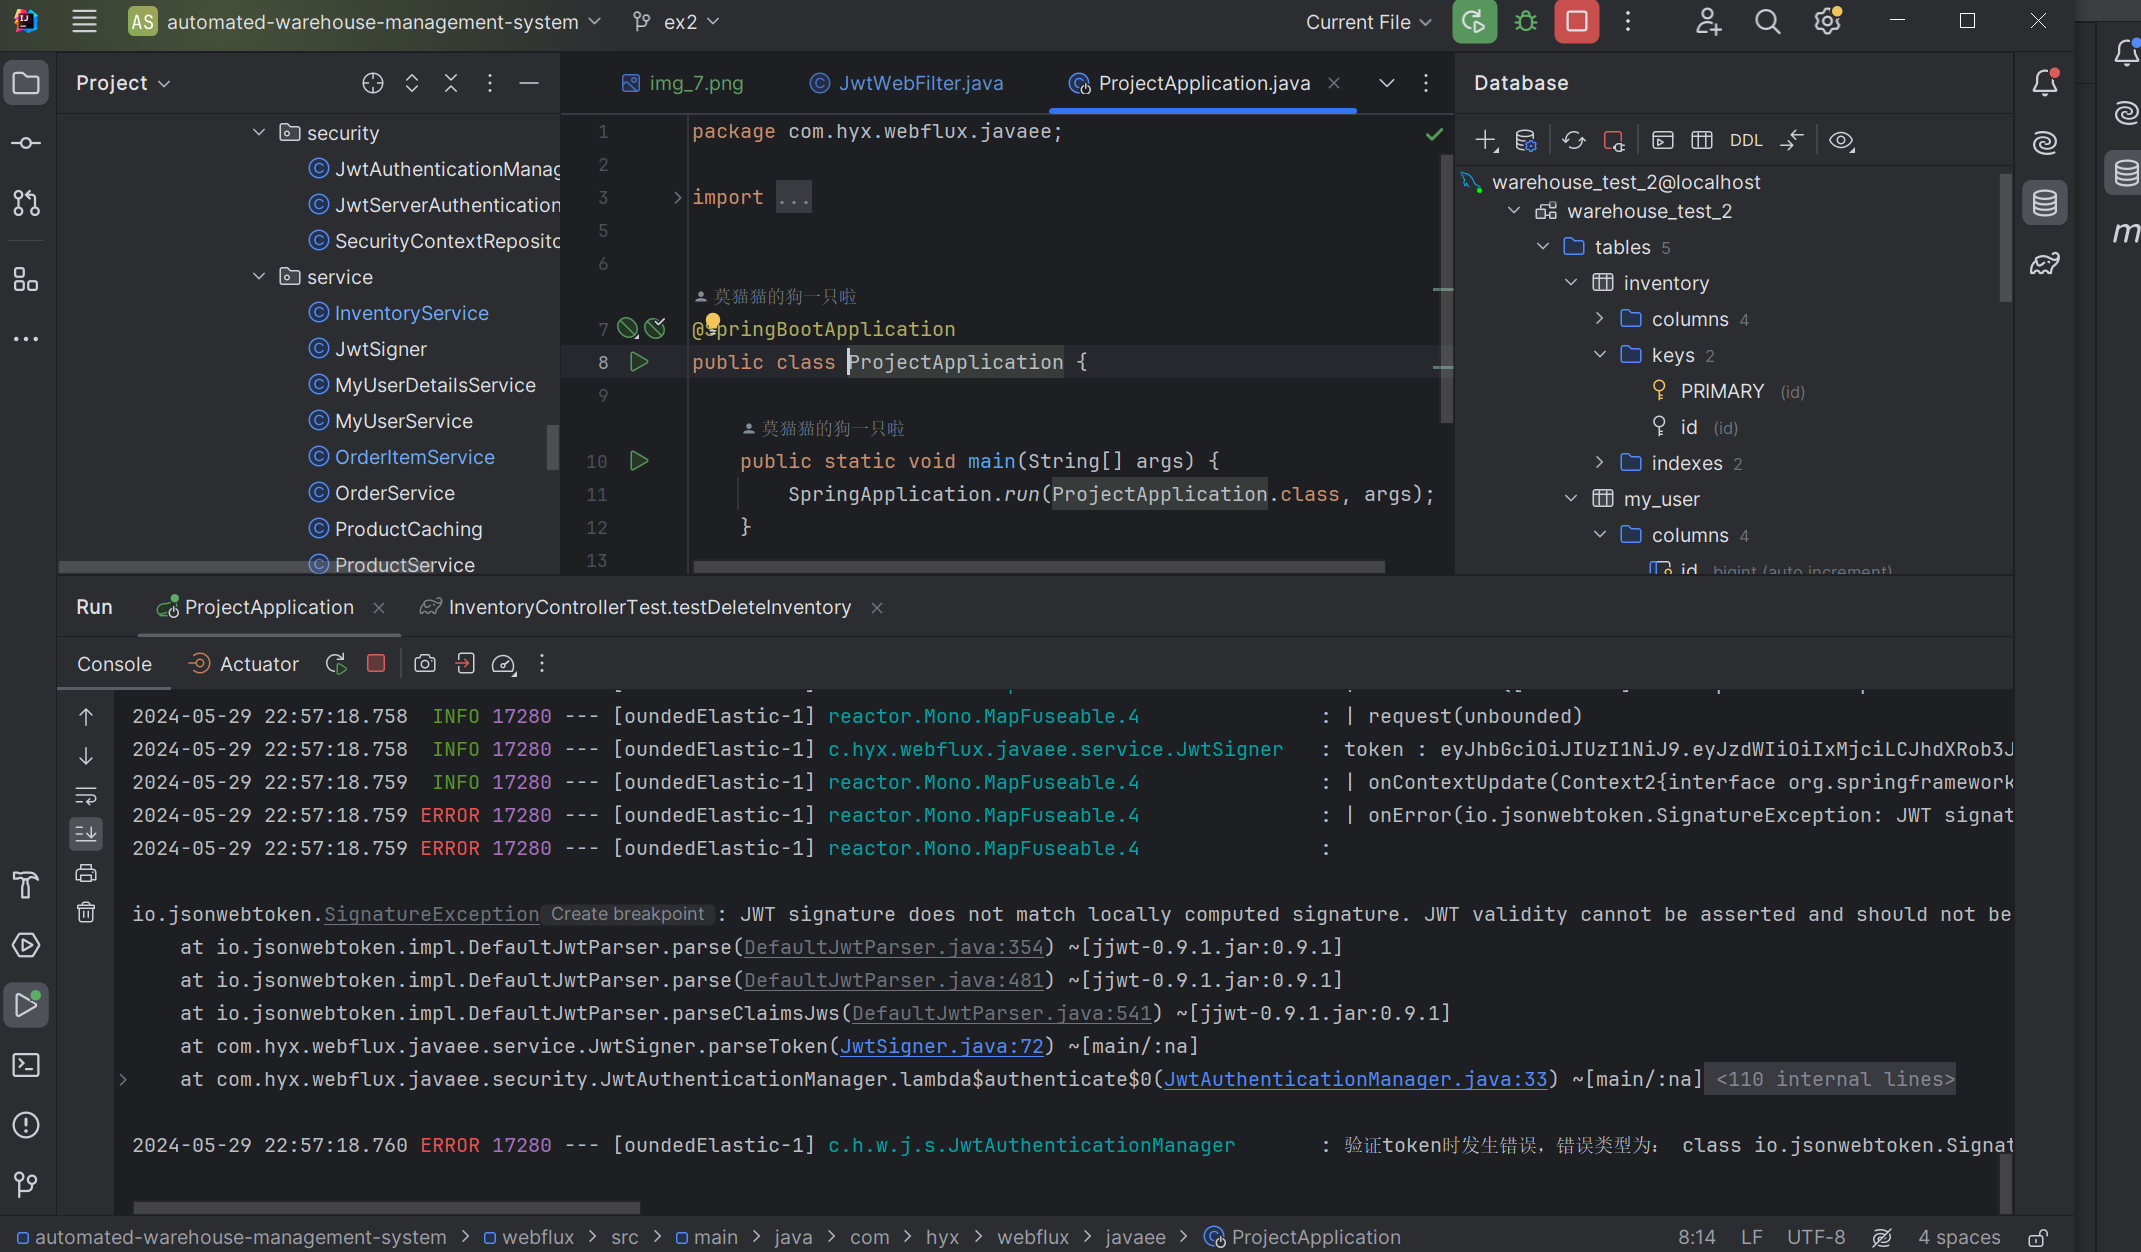 AS automated-warehouse-management-system ex2 Current File
Project
security
JwtAuthenticationManag
JwtServerAuthentication
SecurityContextReposito
service
InventoryService
JwtSigner
MyUserDetailsService
MyUserService
OrderItemService
OrderService
ProductCaching
ProductService
img_7.png JwtWebFilter.java ProjectApplication.java
1 package com.hyx.webflux.javaee;
2
3 import ...
5
6
莫猫猫的狗一只啦
7 @SpringBootApplication
8 public class ProjectApplication {
9
莫猫猫的狗一只啦
10 public static void main(String[] args) {
11 SpringApplication.run(ProjectApplication.class, args);
12 }
13
Database
DDL
warehouse_test_2@localhost
warehouse_test_2
tables 5
inventory
columns 4
keys 2
PRIMARY (id)
id (id)
indexes 2
my_user
columns 4
id bigint (auto increment)
m
Run ProjectApplication InventoryControllerTest.testDeleteInventory
Console Actuator
2024-05-29 22:57:18.758 INFO 17280 --- [oundedElastic-1] reactor.Mono.MapFuseable.4 : | request(unbounded)
2024-05-29 22:57:18.758 INFO 17280 --- [oundedElastic-1] c.hyx.webflux.javaee.service.JwtSigner : token : eyJhbGciOiJIUzI1NiJ9.eyJzdWIiOiIxMjciLCJhdXRob3J
2024-05-29 22:57:18.759 INFO 17280 --- [oundedElastic-1] reactor.Mono.MapFuseable.4 : | onContextUpdate(Context2{interface org.springframework
2024-05-29 22:57:18.759 ERROR 17280 --- [oundedElastic-1] reactor.Mono.MapFuseable.4 : | onError(io.jsonwebtoken.SignatureException: JWT signat
2024-05-29 22:57:18.759 ERROR 17280 --- [oundedElastic-1] reactor.Mono.MapFuseable.4 :
io.jsonwebtoken.SignatureException Create breakpoint : JWT signature does not match locally computed signature. JWT validity cannot be asserted and should not be
at io.jsonwebtoken.impl.DefaultJwtParser.parse(DefaultJwtParser.java:354) ~[jjwt-0.9.1.jar:0.9.1]
at io.jsonwebtoken.impl.DefaultJwtParser.parse(DefaultJwtParser.java:481) ~[jjwt-0.9.1.jar:0.9.1]
at io.jsonwebtoken.impl.DefaultJwtParser.parseClaimsJws(DefaultJwtParser.java:541) ~[jjwt-0.9.1.jar:0.9.1]
at com.hyx.webflux.javaee.service.JwtSigner.parseToken(JwtSigner.java:72) ~[main/:na]
at com.hyx.webflux.javaee.security.JwtAuthenticationManager.lambda$authenticate$0(JwtAuthenticationManager.java:33) ~[main/:na] <110 internal lines>
2024-05-29 22:57:18.760 ERROR 17280 --- [oundedElastic-1] c.h.w.j.s.JwtAuthenticationManager : 验证token时发生错误，错误类型为： class io.jsonwebtoken.Signat
automated-warehouse-management-system > webflux > src > main > java > com > hyx > webflux > javaee > ProjectApplication 8:14 LF UTF-8 4 spaces